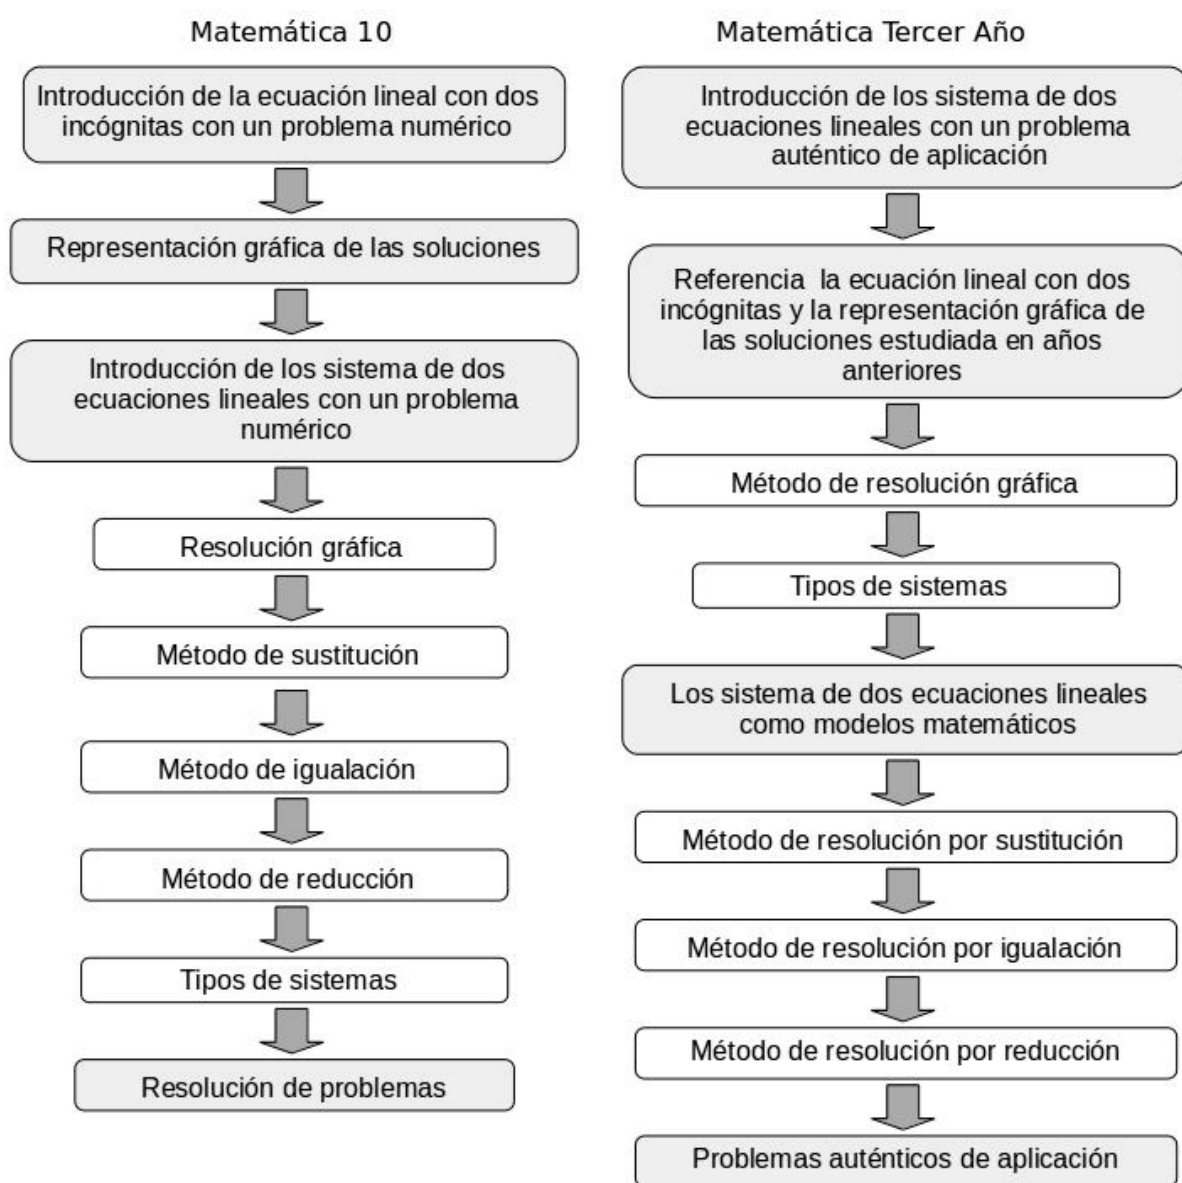 Matemática 10
Introducción de la ecuación lineal con dos
incógnitas con un problema numérico
Representación gráfica de las soluciones
Introducción de los sistema de dos
ecuaciones lineales con un problema
numérico
Resolución gráfica
Método de sustitución
Método de igualación
Método de reducción
Tipos de sistemas
Resolución de problemas
Matemática Tercer Año
Introducción de los sistema de dos
ecuaciones lineales con un problema
auténtico de aplicación
Referencia la ecuación lineal con dos
incógnitas y la representación gráfica de
las soluciones estudiada en años
anteriores
Método de resolución gráfica
Tipos de sistemas
Los sistema de dos ecuaciones lineales
como modelos matemáticos
Método de resolución por sustitución
Método de resolución por igualación
Método de resolución por reducción
Problemas auténticos de aplicación